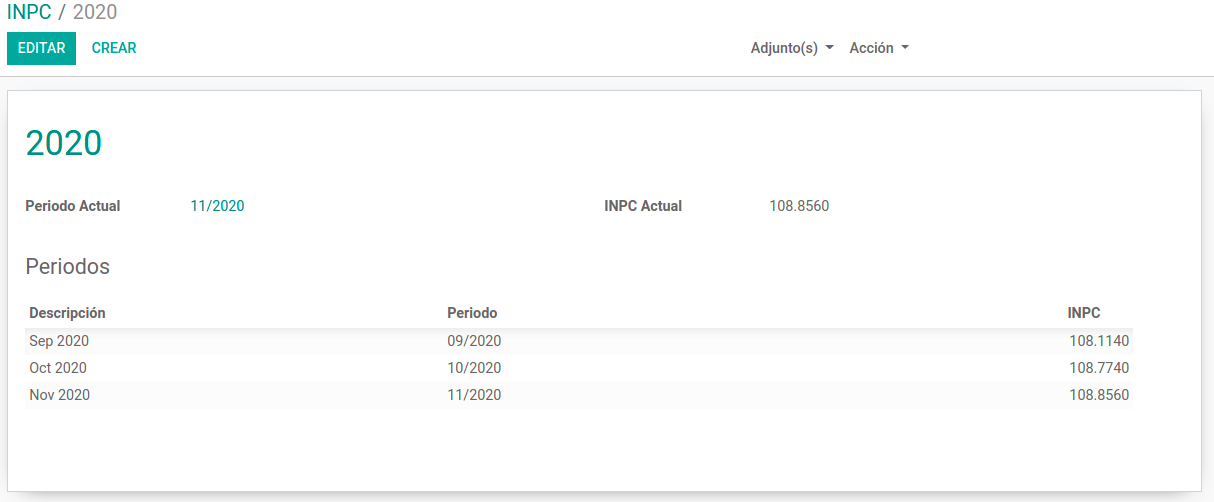 INPC / 2020
EDITAR CREAR Adjunto(s) Acción
2020
Periodo Actual 11/2020 INPC Actual 108.8560
Periodos
Descripción Periodo INPC
Sep 2020 09/2020 108.1140
Oct 2020 10/2020 108.7740
Nov 2020 11/2020 108.8560